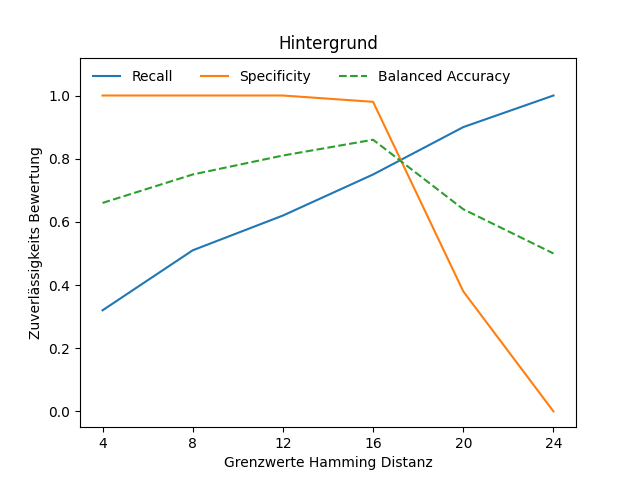 Hintergrund
Recall Specificity Balanced Accuracy
1.0
0.8
0.6
0.4
0.2
0.0
Zuverlässigkeits Bewertung
4 8 12 16 20 24
Grenzwerte Hamming Distanz